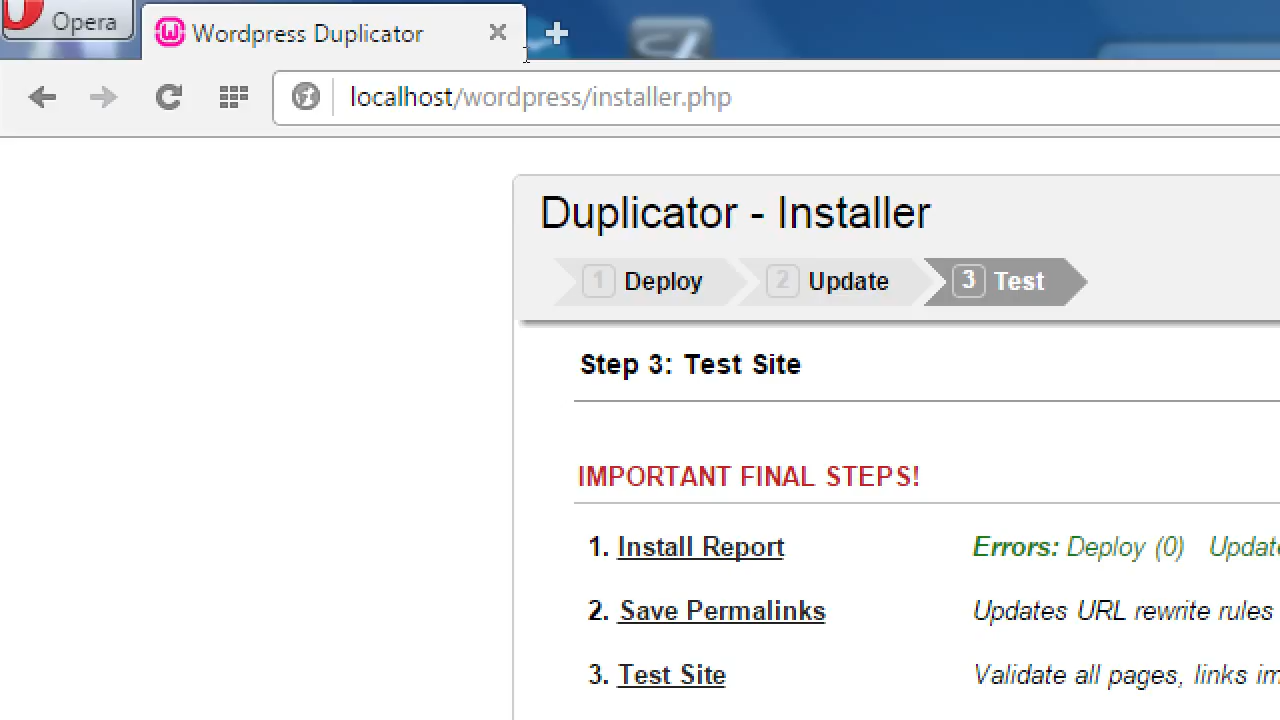 Opera
Wordpress Duplicator
localhost/wordpress/installer.php
Duplicator - Installer
1 Deploy 2 Update 3 Test
Step 3: Test Site
IMPORTANT FINAL STEPS!
1. Install Report Errors: Deploy (0) Update
2. Save Permalinks Updates URL rewrite rules
3. Test Site Validate all pages, links im